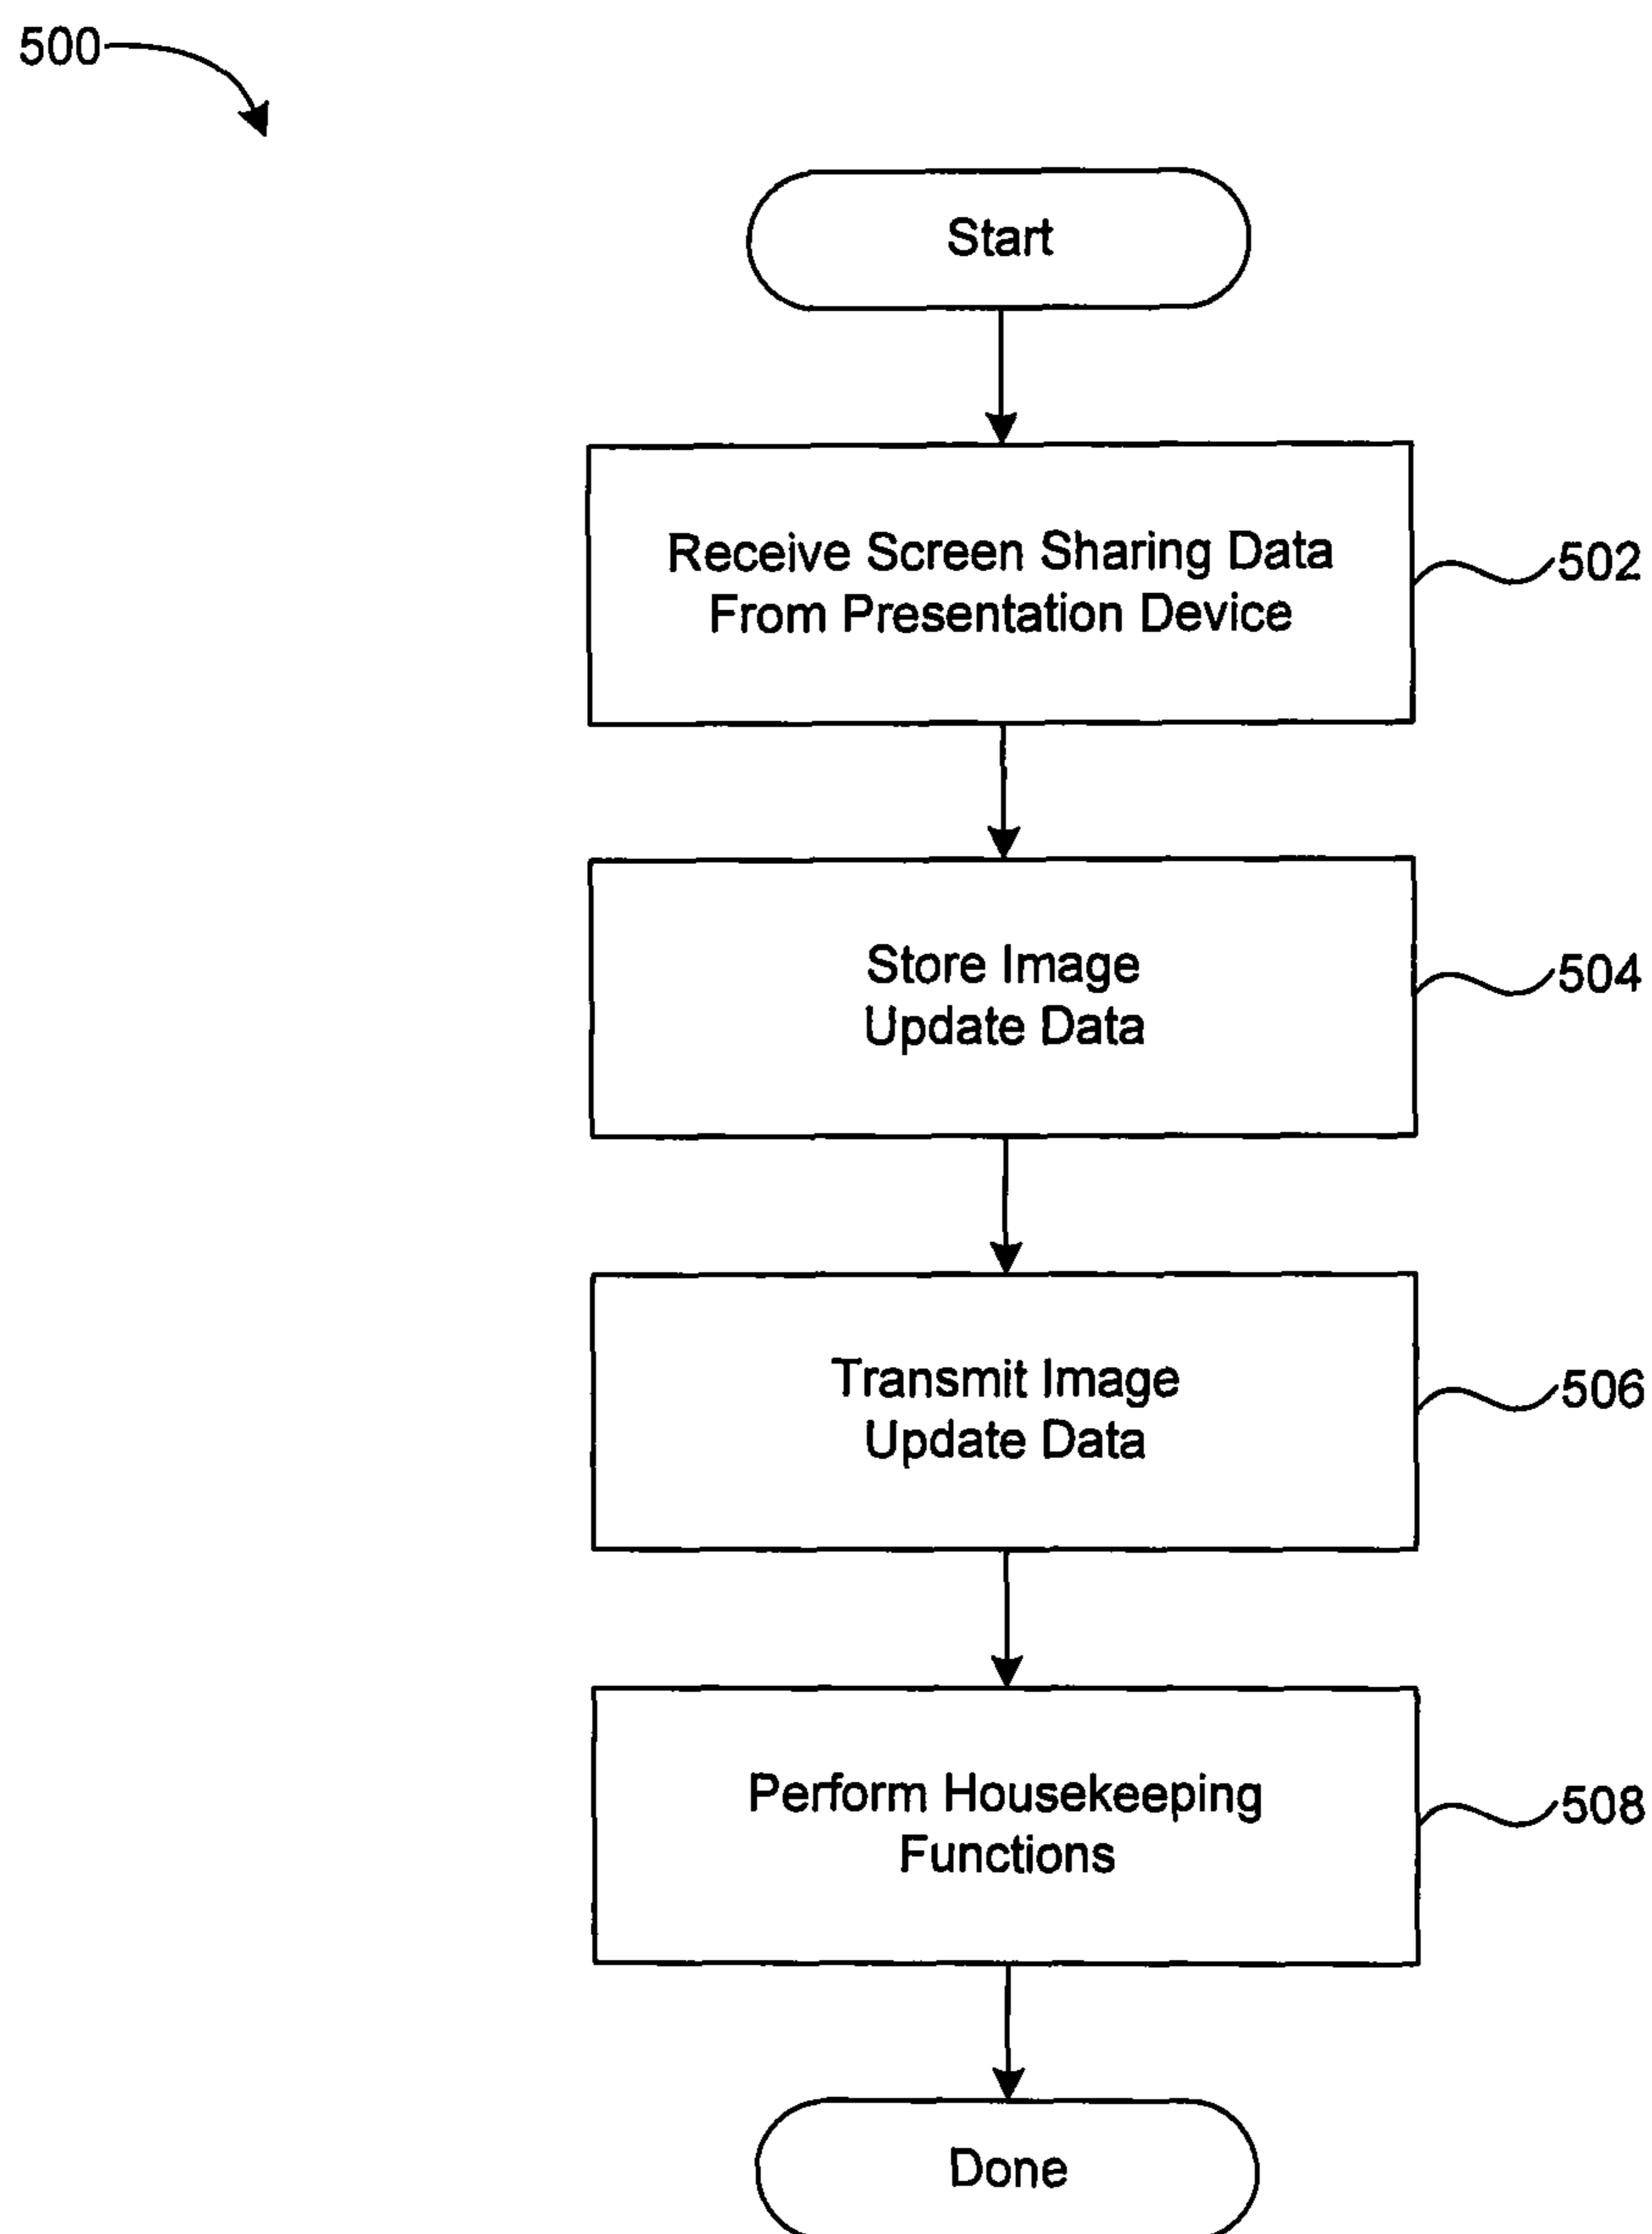 500
Start
Receive Screen Sharing Data
From Presentation Device
502
Store Image
Update Data
504
Transmit Image
Update Data
506
Perform Housekeeping
Functions
508
Done